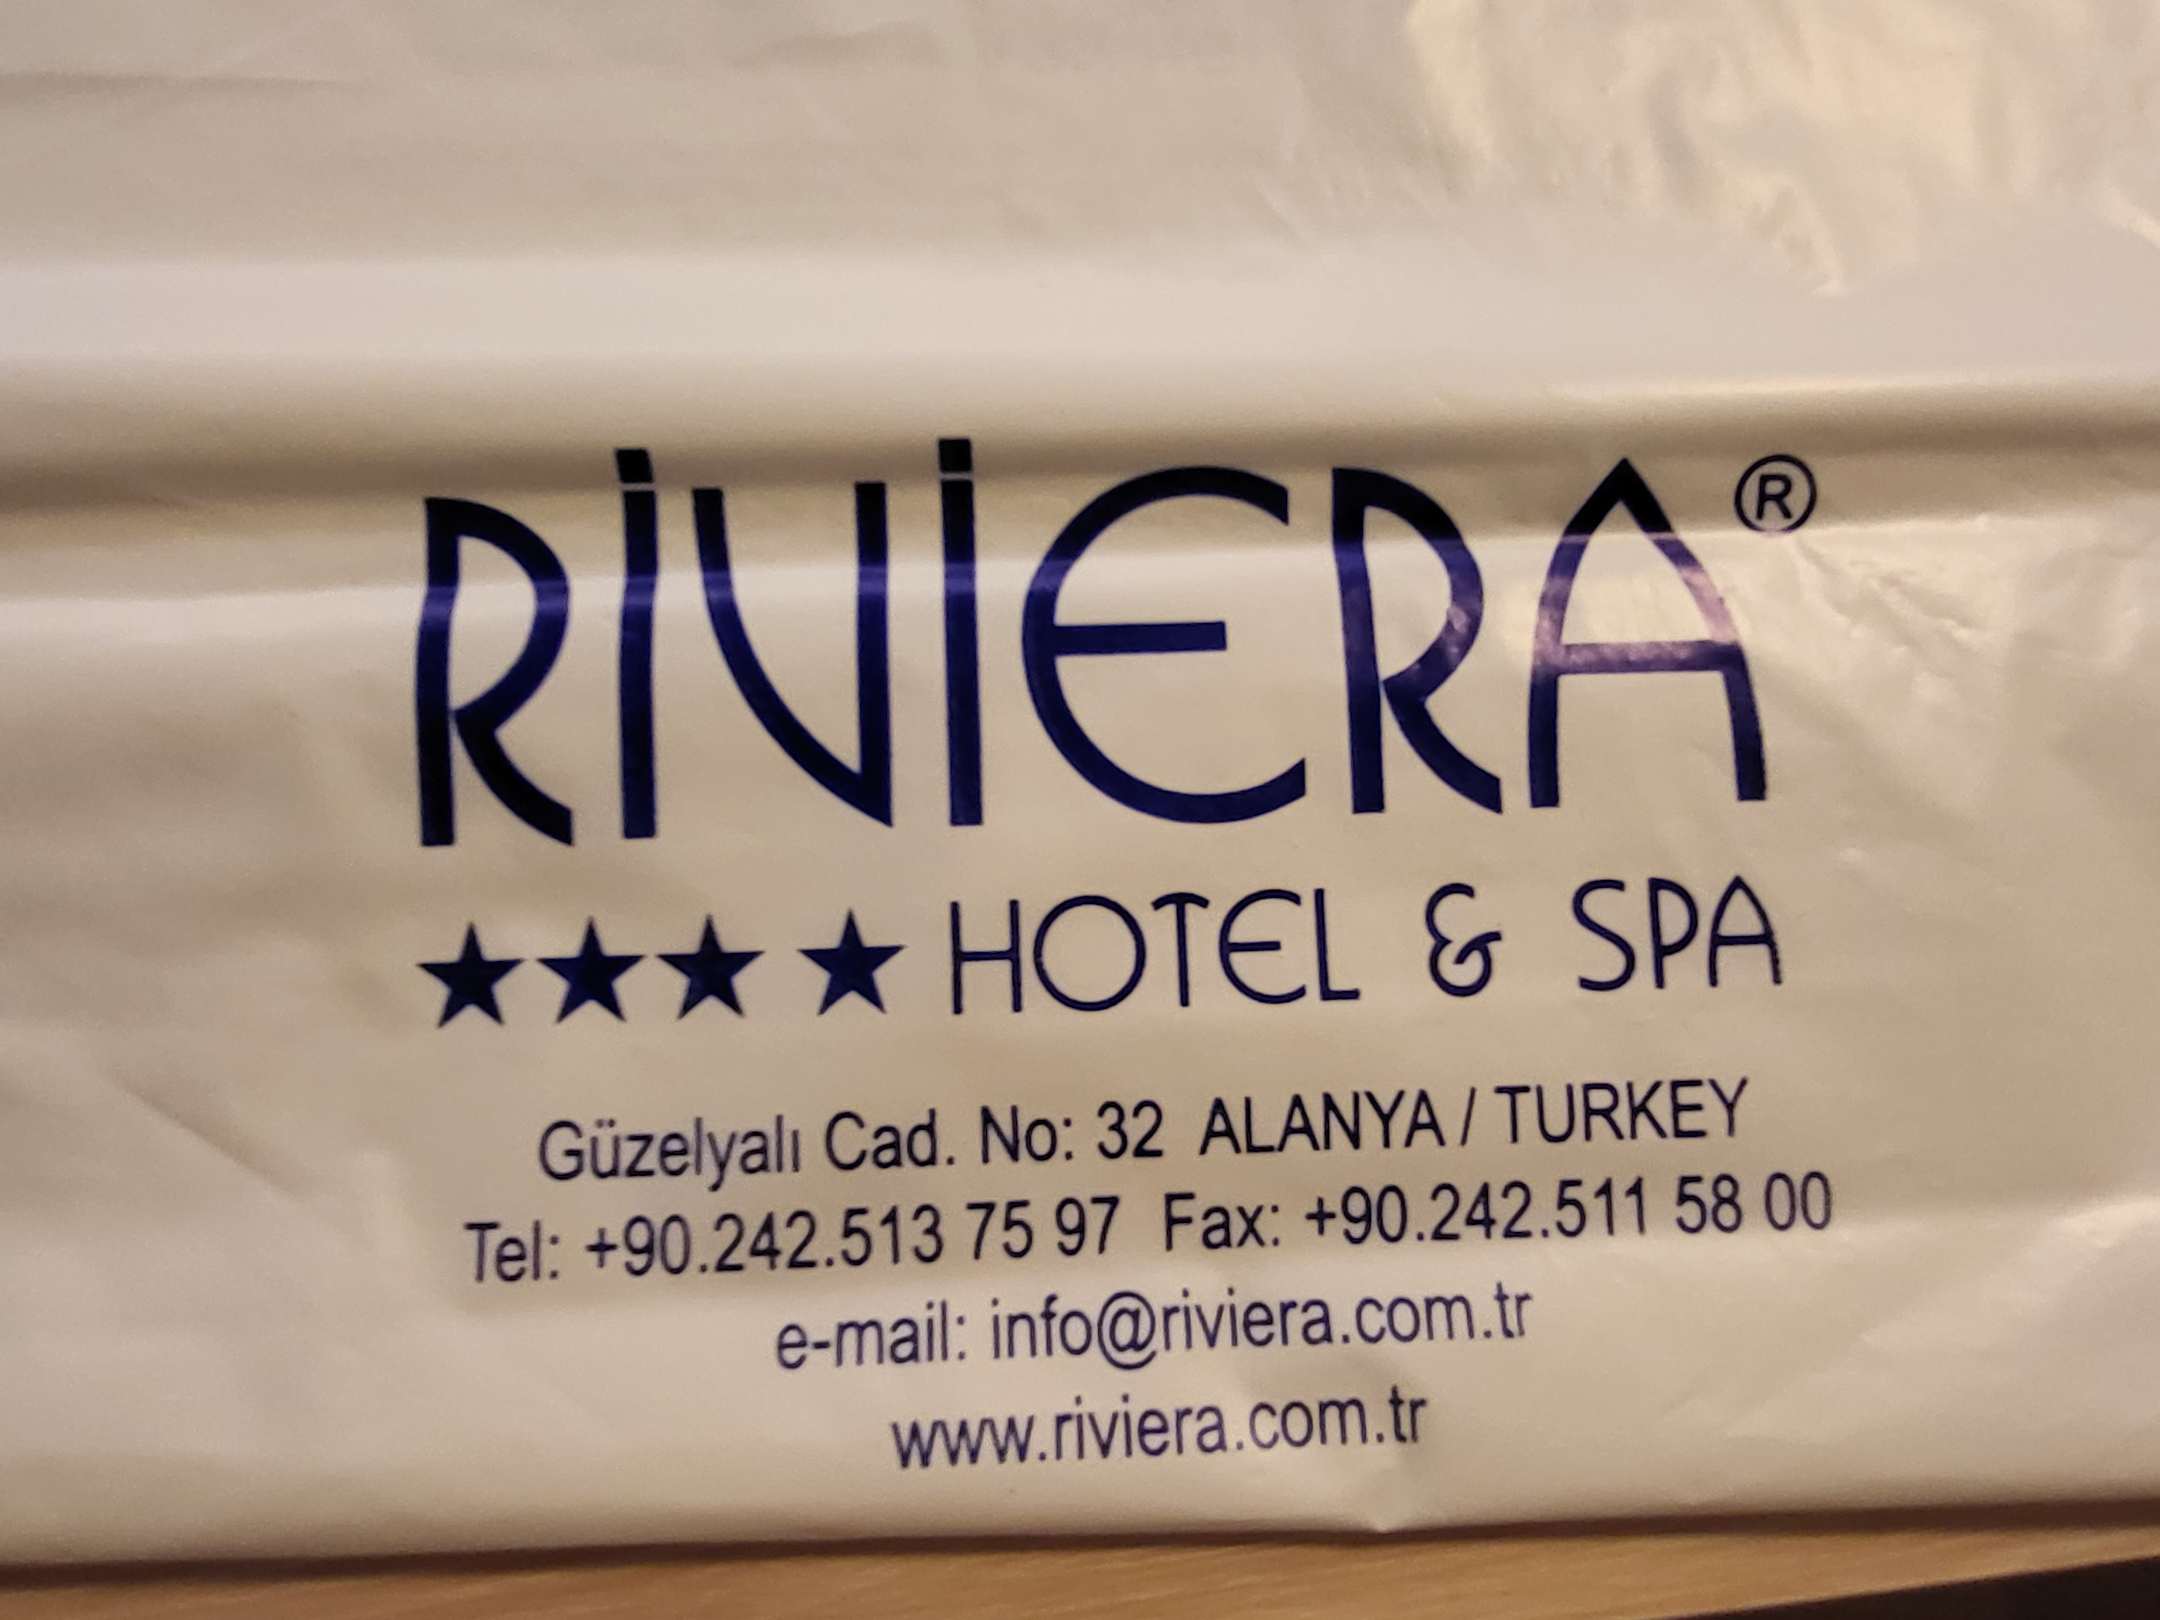 RİVİERA®
★★★★ HOTEL & SPA
Güzelyalı Cad. No: 32 ALANYA / TURKEY
Tel: +90.242.513 75 97 Fax: +90.242.511 58 00
e-mail: info@riviera.com.tr
www.riviera.com.tr